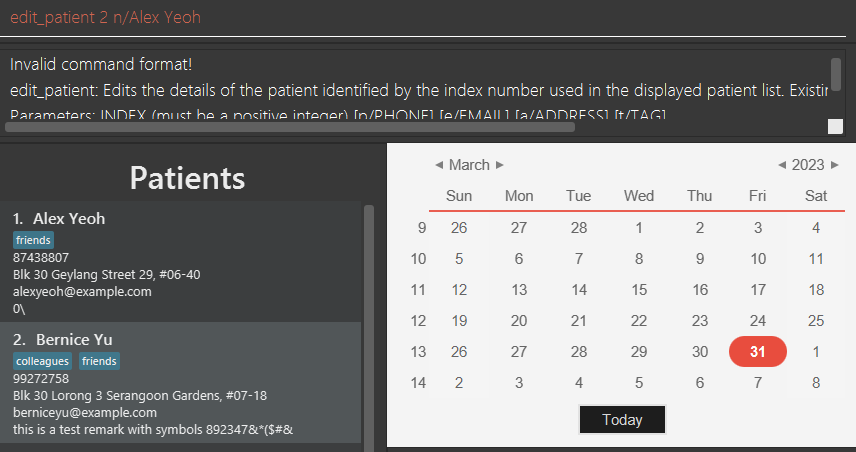 edit_patient 2 n/Alex Yeoh
Invalid command format!
edit_patient: Edits the details of the patient identified by the index number used in the displayed patient list. Existin
Parameters: INDEX (must be a positive integer) [p/PHONE] [e/EMAIL] [a/ADDRESS] [t/TAG]
Patients
1. Alex Yeoh
friends
87438807
Blk 30 Geylang Street 29, #06-40
alexyeoh@example.com
0\
2. Bernice Yu
colleagues friends
99272758
Blk 30 Lorong 3 Serangoon Gardens, #07-18
berniceyu@example.com
this is a test remark with symbols 892347&*($#&
◀ March ▶ ◀ 2023 ▶
Sun Mon Tue Wed Thu Fri Sat
9 26 27 28 1 2 3 4
10 5 6 7 8 9 10 11
11 12 13 14 15 16 17 18
12 19 20 21 22 23 24 25
13 26 27 28 29 30 31 1
14 2 3 4 5 6 7 8
Today